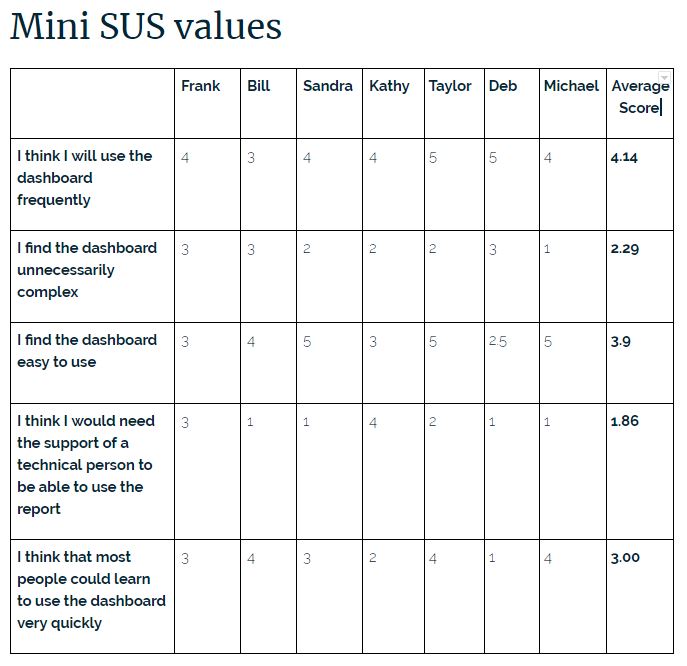 Mini SUS values
Frank Bill Sandra Kathy Taylor Deb Michael Average
Score
I think I will use the 4 3 4 4 5 5 4 4.14
dashboard
frequently
I find the dashboard 3 3 2 2 2 3 1 2.29
unnecessarily
complex
I find the dashboard 3 4 5 3 5 2.5 5 3.9
easy to use
I think I would need 3 1 1 4 2 1 1 1.86
the support of a
technical person to
be able to use the
report
I think that most 3 4 3 2 4 1 4 3.00
people could learn
to use the dashboard
very quickly